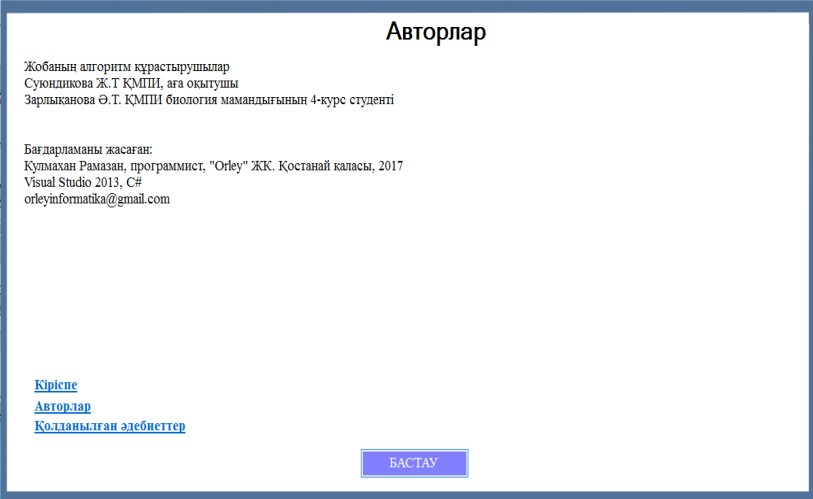 Авторлар
Жобаның алгоритм құрастырушылар
Суюндикова Ж.Т ҚМПИ, аға оқытушы
Зарлықанова Ә.Т. ҚМПИ биология мамандығының 4-курс студенті
Бағдарламаны жасаған:
Кулмахан Рамазан, программист, "Orley" ЖК. Қостанай қаласы, 2017
Visual Studio 2013, C#
orleyinformatika@gmail.com
Кіріспе
Авторлар
Қолданылған әдебиеттер
БАСТАУ